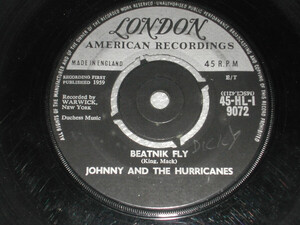 LONDON
AMERICAN RECORDINGS
MADE IN ENGLAND
45 R.P.M
RECORDING FIRST
PUBLISHED 1959
E/T
Recorded by
WARWICK,
New York
45-HL-I
9072
Duchess Music
BEATNIK FLY
(King, Mack)
JOHNNY AND THE HURRICANES